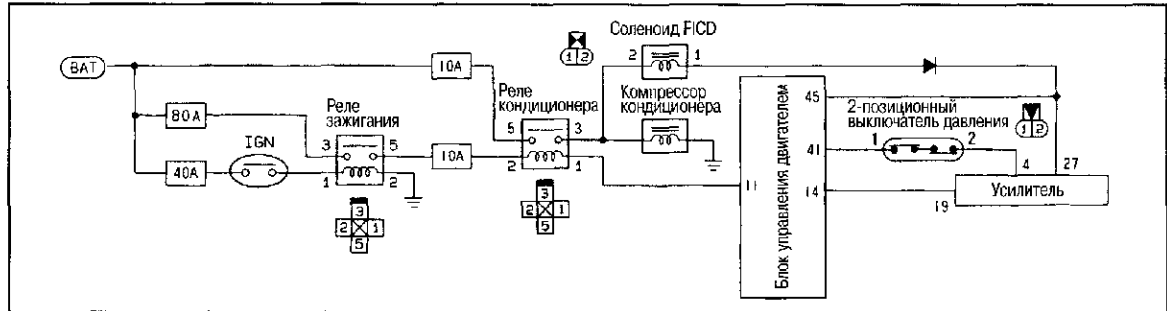 Соленоид FICD
1 2
2 1
BAT
10A
Реле
кондиционера
Компрессор
кондиционера
45
2-позиционный
выключатель давления
1 2
80A
Реле
зажигания
5 3
IGN
3 5
10A
41
1 2
40A
1 2
2 1
11
14
4 27
19
Усилитель
Блок управления двигателем
3
2 1
5
3
2 1
5